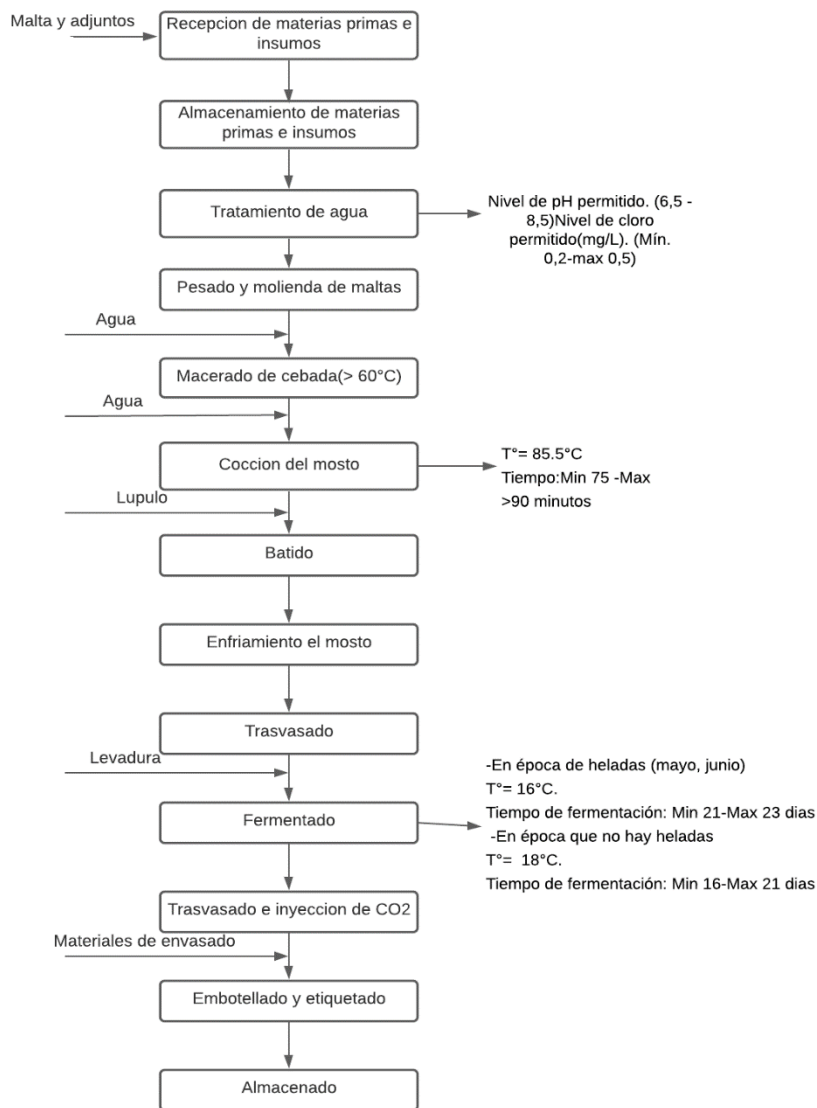 Malta y adjuntos
Recepcion de materias primas e
insumos
Almacenamiento de materias
primas e insumos
Tratamiento de agua
Nivel de pH permitido. (6,5 -
8,5)Nivel de cloro
permitido(mg/L). (Mín.
0,2-max 0,5)
Pesado y molienda de maltas
Agua
Macerado de cebada(> 60°C)
Agua
Coccion del mosto
T°= 85.5°C
Tiempo:Min 75 -Max
>90 minutos
Lupulo
Batido
Enfriamiento el mosto
Trasvasado
Levadura
Fermentado
-En época de heladas (mayo, junio)
T°= 16°C.
Tiempo de fermentación: Min 21-Max 23 dias
-En época que no hay heladas
T°= 18°C.
Tiempo de fermentación: Min 16-Max 21 dias
Trasvasado e inyeccion de CO2
Materiales de envasado
Embotellado y etiquetado
Almacenado